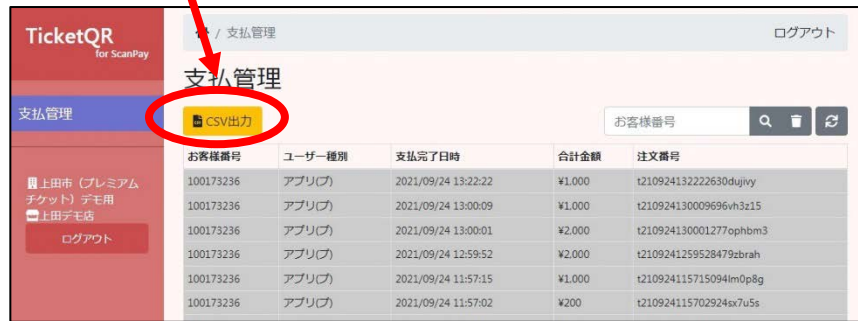 TicketQR
for ScanPay
/ 支払管理
ログアウト
支払管理
支払管理
CSV出力
お客様番号
お客様番号 ユーザー種別 支払完了日時 合計金額 注文番号
100173236 アプリ(プ) 2021/09/24 13:22:22 ¥1,000 t210924132222630dujivy
100173236 アプリ(プ) 2021/09/24 13:00:09 ¥1,000 t210924130009696vh3z15
100173236 アプリ(プ) 2021/09/24 13:00:01 ¥2,000 t210924130001277ophbm3
100173236 アプリ(プ) 2021/09/24 12:59:52 ¥2,000 t2109241259528479zbrah
100173236 アプリ(プ) 2021/09/24 11:57:15 ¥1,000 t210924115715094lm0p8g
100173236 アプリ(プ) 2021/09/24 11:57:02 ¥200 t210924115702924sx7u5s
上田市（プレミアム
チケット）デモ用
上田デモ店
ログアウト